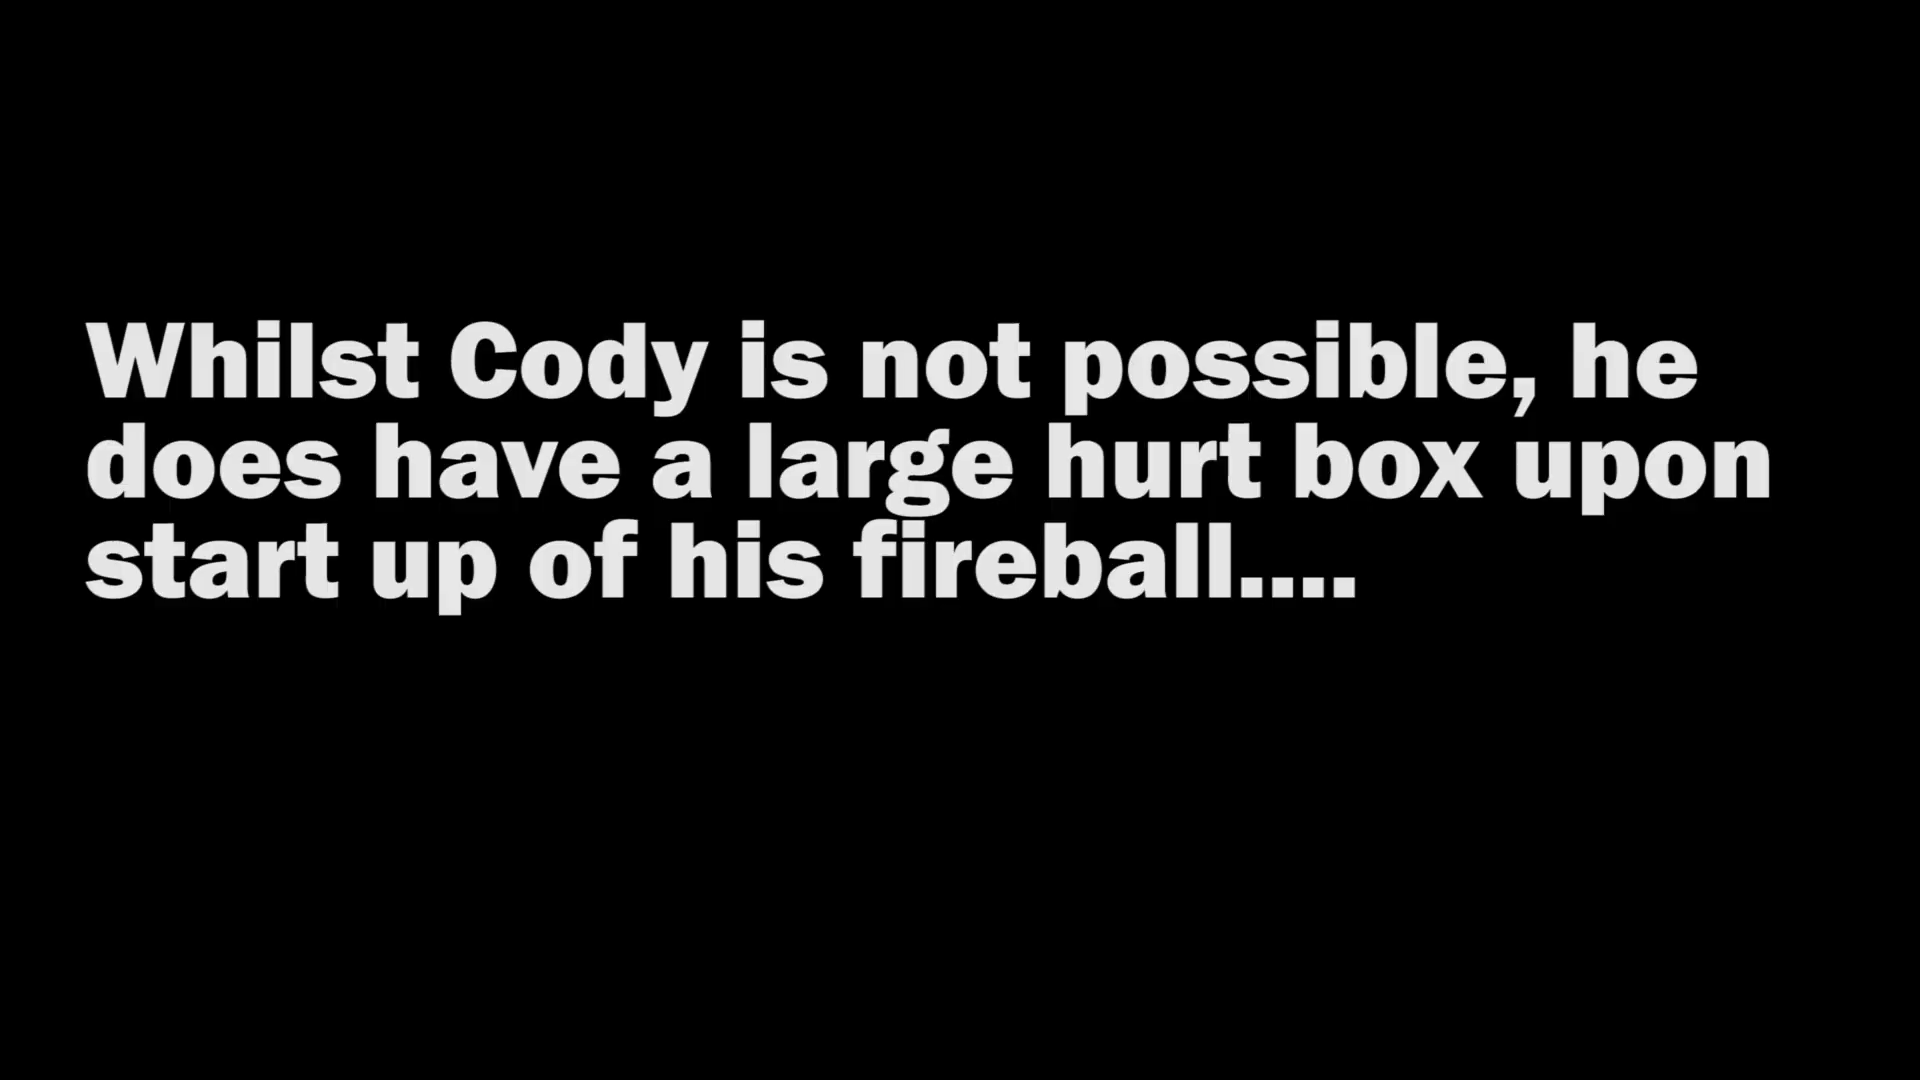 Whilst Cody is not possible, he
does have a large hurt box upon
start up of his fireball....